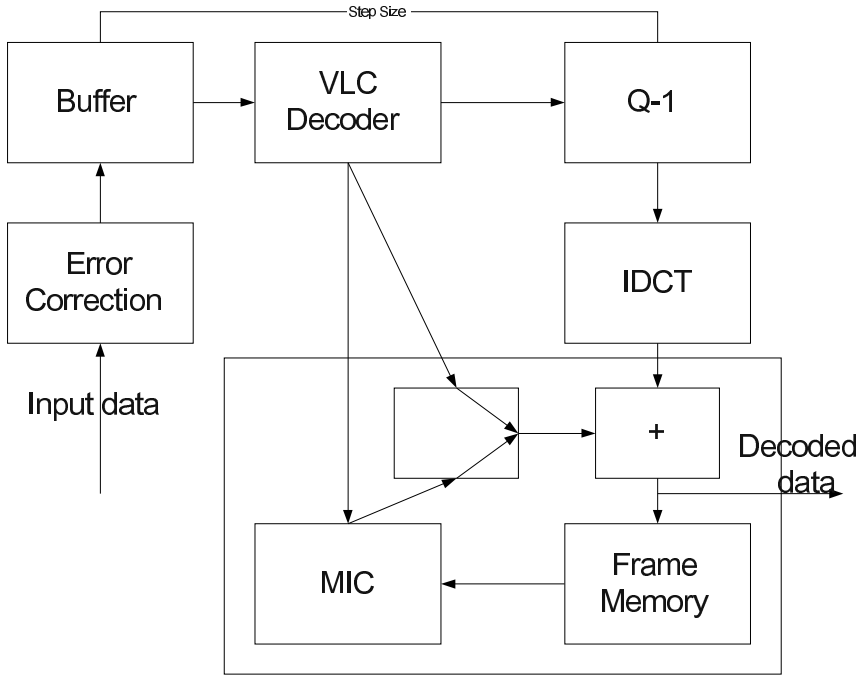 Step Size
Buffer
VLC
Decoder
Q-1
Error
Correction
IDCT
Input data
+
Decoded
data
MIC
Frame
Memory